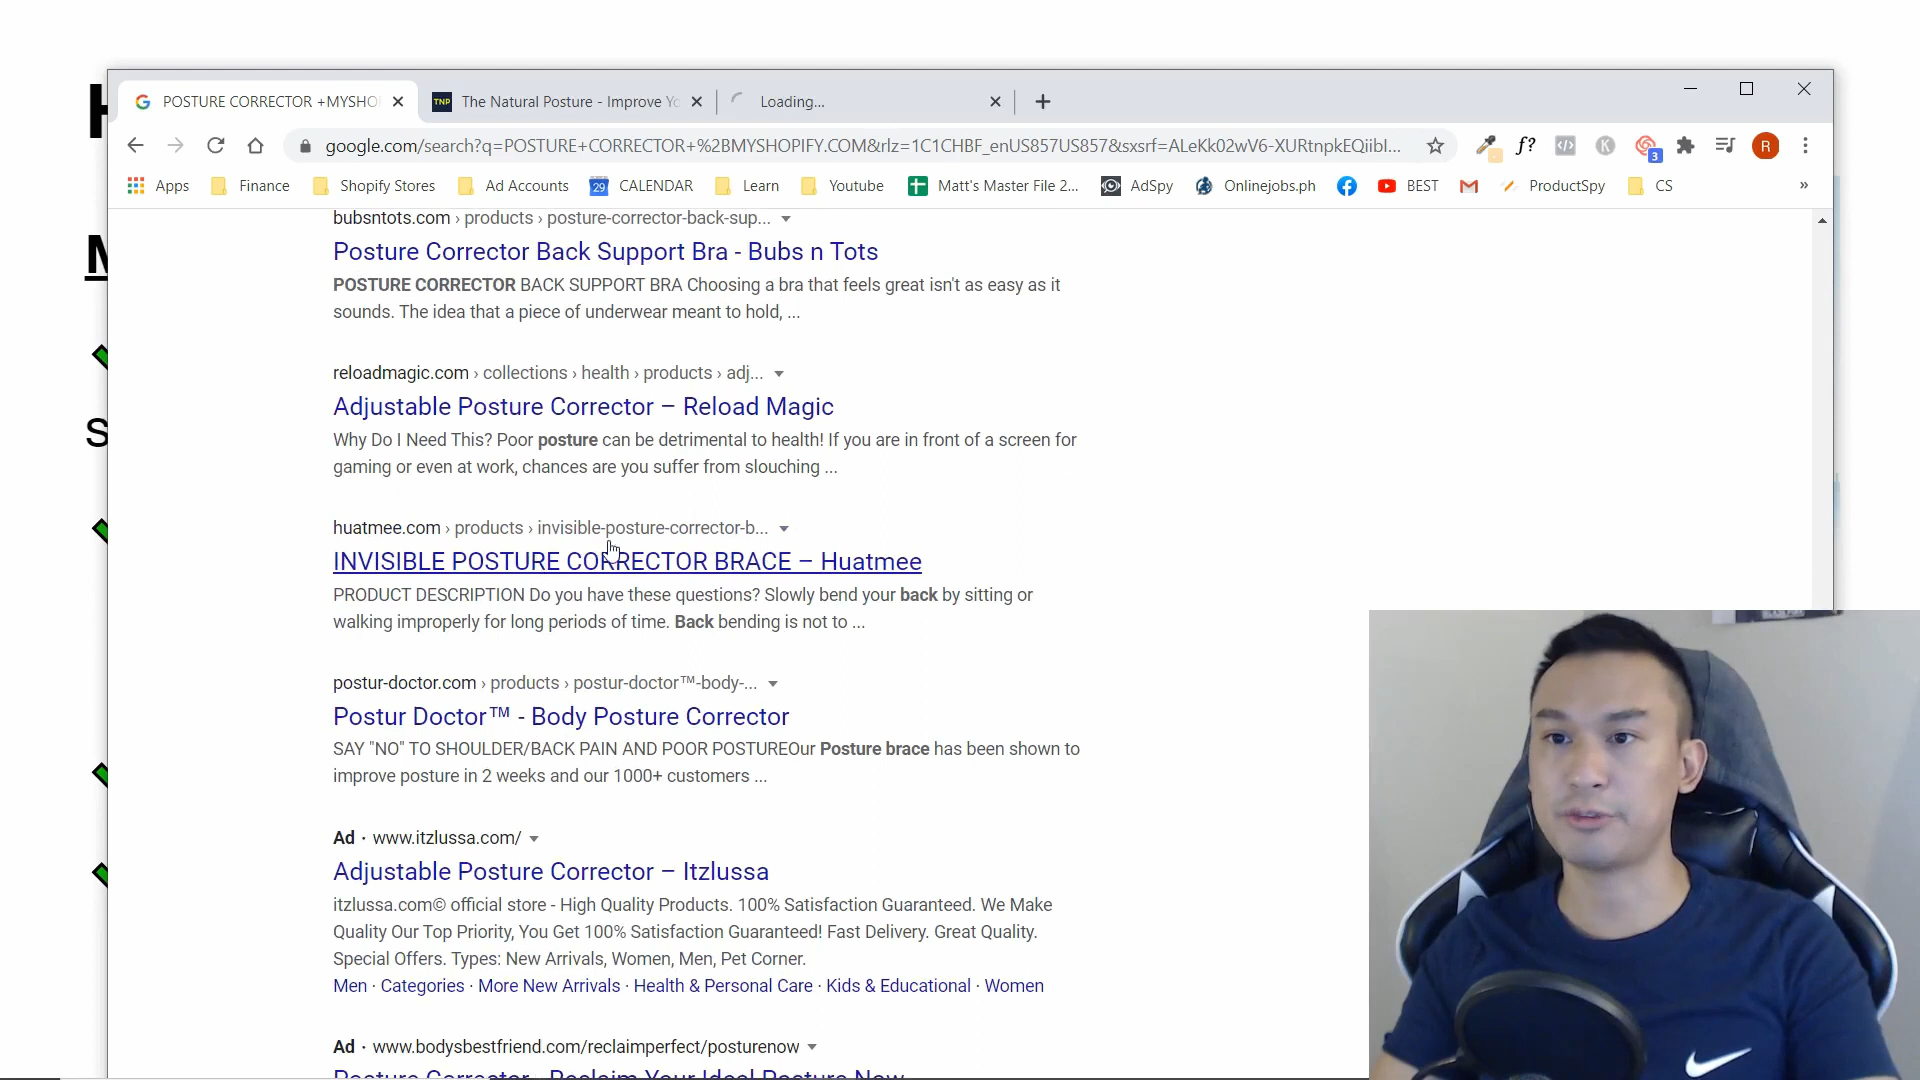 POSTURE CORRECTOR +MYSHO
The Natural Posture - Improve Yo
Loading...
google.com/search?q=POSTURE+CORRECTOR+%2BMYSHOPIFY.COM&rlz=1C1CHBF_enUS857US857&sxsrf=ALeKk02wV6-XURtnpkEQiibI...
f?
3
R
Apps
Finance
Shopify Stores
Ad Accounts
29
CALENDAR
Learn
Youtube
Matt's Master File 2...
AdSpy
Onlinejobs.ph
BEST
ProductSpy
CS
»
bubsntots.com › products › posture-corrector-back-sup...
Posture Corrector Back Support Bra - Bubs n Tots
POSTURE CORRECTOR BACK SUPPORT BRA Choosing a bra that feels great isn't as easy as it
sounds. The idea that a piece of underwear meant to hold, ...
reloadmagic.com › collections › health › products › adj...
Adjustable Posture Corrector – Reload Magic
Why Do I Need This? Poor posture can be detrimental to health! If you are in front of a screen for
gaming or even at work, chances are you suffer from slouching ...
huatmee.com › products › invisible-posture-corrector-b...
INVISIBLE POSTURE CORRECTOR BRACE – Huatmee
PRODUCT DESCRIPTION Do you have these questions? Slowly bend your back by sitting or
walking improperly for long periods of time. Back bending is not to ...
postur-doctor.com › products › postur-doctor™-body-...
Postur Doctor™ - Body Posture Corrector
SAY "NO" TO SHOULDER/BACK PAIN AND POOR POSTUREOur Posture brace has been shown to
improve posture in 2 weeks and our 1000+ customers ...
Ad · www.itzlussa.com/
Adjustable Posture Corrector – Itzlussa
itzlussa.com© official store - High Quality Products. 100% Satisfaction Guaranteed. We Make
Quality Our Top Priority, You Get 100% Satisfaction Guaranteed! Fast Delivery. Great Quality.
Special Offers. Types: New Arrivals, Women, Men, Pet Corner.
Men · Categories · More New Arrivals · Health & Personal Care · Kids & Educational · Women
Ad · www.bodysbestfriend.com/reclaimperfect/posturenow
Posture Corrector - Reclaim Your Ideal Posture Now